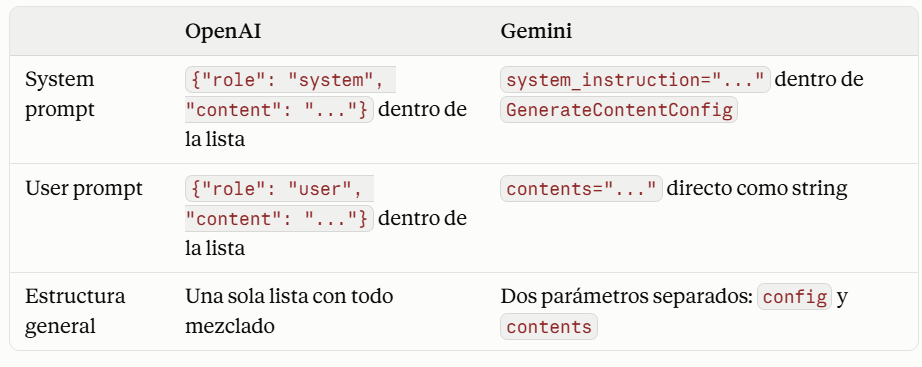 OpenAI Gemini
System prompt {"role": "system", "content": "..."} dentro de la lista system_instruction="..." dentro de GenerateContentConfig
User prompt {"role": "user", "content": "..."} dentro de la lista contents="..." directo como string
Estructura general Una sola lista con todo mezclado Dos parámetros separados: config y contents